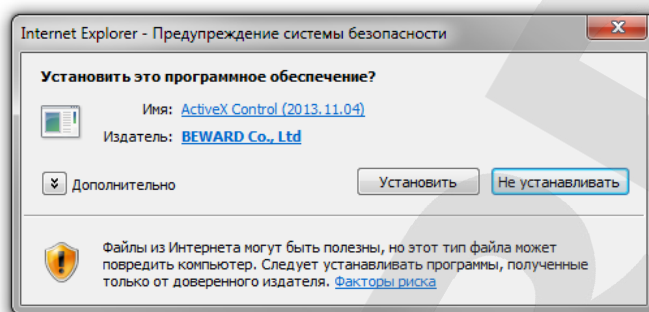 Internet Explorer - Предупреждение системы безопасности
Установить это программное обеспечение?
Имя: ActiveX Control (2013.11.04)
Издатель: BEWARD Co., Ltd
Дополнительно
Установить
Не устанавливать
Файлы из Интернета могут быть полезны, но этот тип файла может
повредить компьютер. Следует устанавливать программы, полученные
только от доверенного издателя. Факторы риска